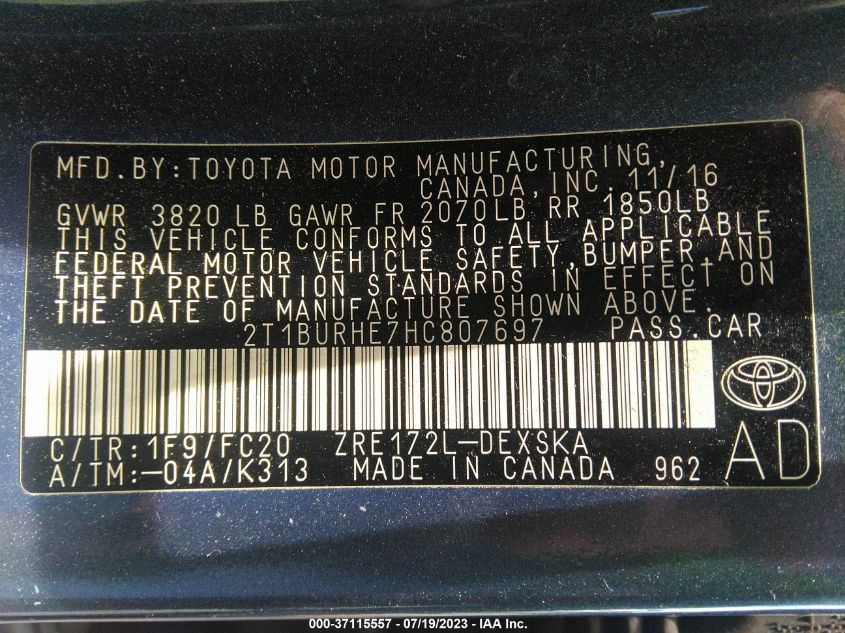 MFD.BY:TOYOTA MOTOR MANUFACTURING,
CANADA,INC. 11/16
GVWR 3820 LB GAWR FR 2070LB RR 1850LB
THIS VEHICLE CONFORMS TO ALL APPLICABLE
FEDERAL MOTOR VEHICLE SAFETY,BUMPER,AND
THEFT PREVENTION STANDARDS IN EFFECT ON
THE DATE OF MANUFACTURE SHOWN ABOVE.
2T1BURHE7HC807697 PASS.CAR
C/TR:1F9/FC20 ZRE172L-DEXSKA
A/TM:-04A/K313 MADE IN CANADA 962 AD
000-37115557 - 07/19/2023 - IAA Inc.